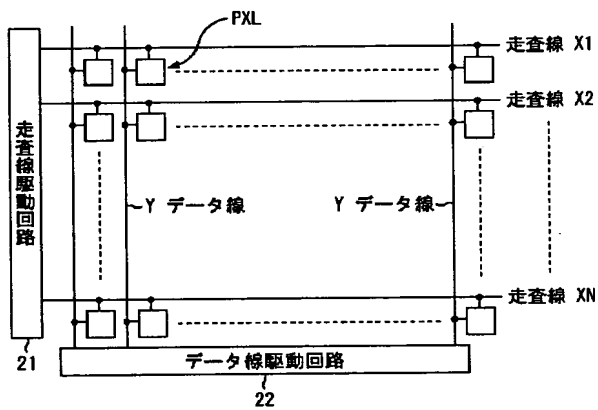 PXL
走査線 X1
走査線 X2
走査線駆動回路
Y データ線
Y データ線
走査線 XN
21
データ線駆動回路
22